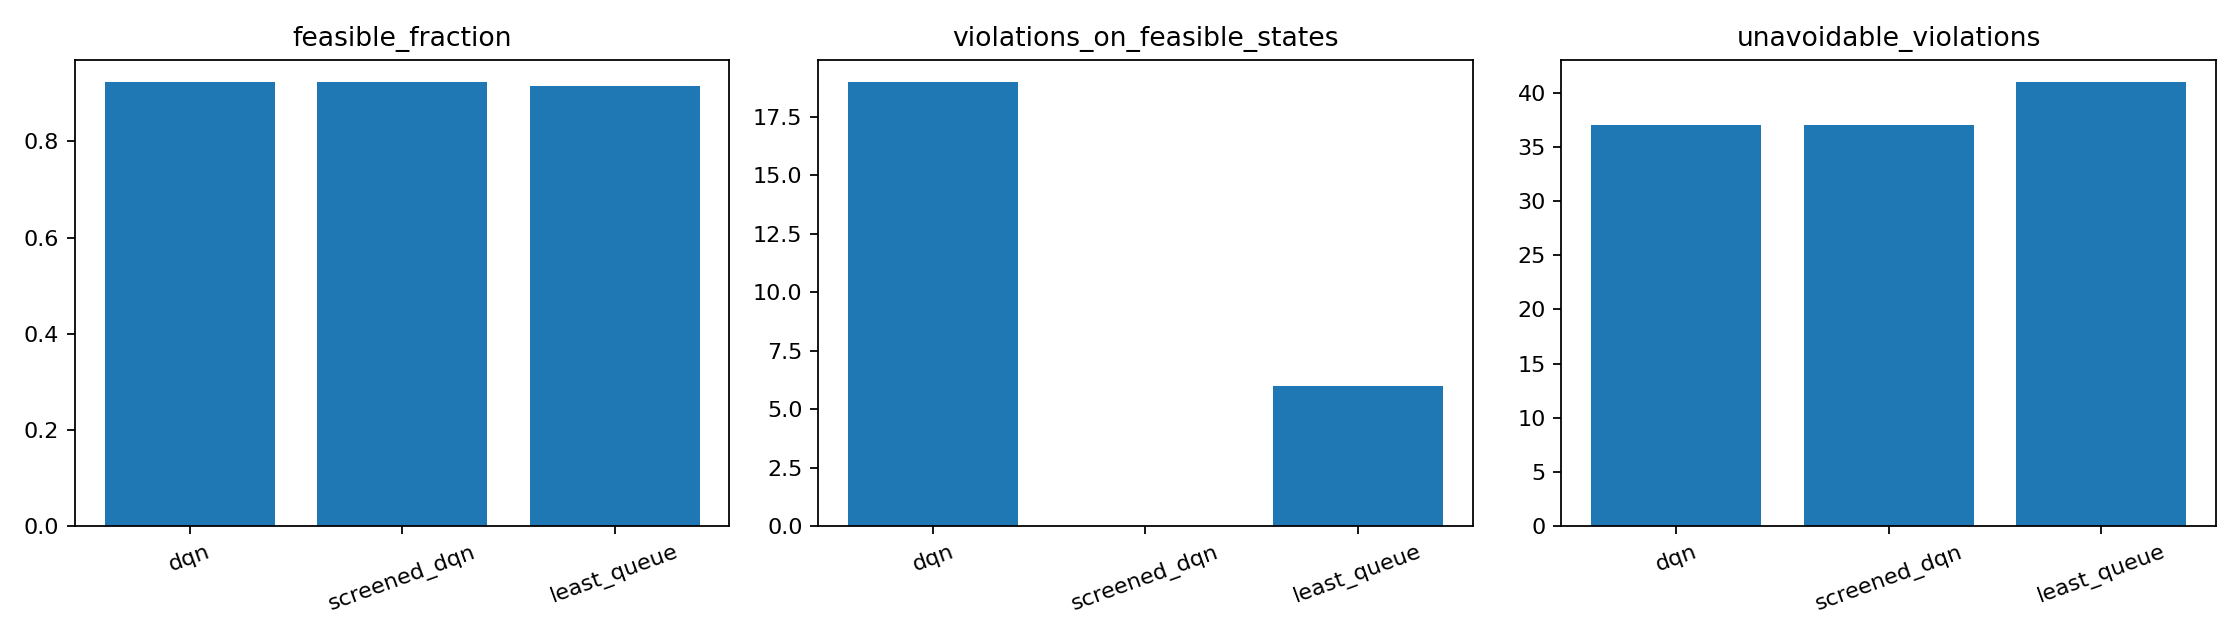 feasible_fraction
0.8
0.6
0.4
0.2
0.0
dqn
screened_dqn
least_queue
violations_on_feasible_states
17.5
15.0
12.5
10.0
7.5
5.0
2.5
0.0
dqn
screened_dqn
least_queue
unavoidable_violations
40
35
30
25
20
15
10
5
0
dqn
screened_dqn
least_queue